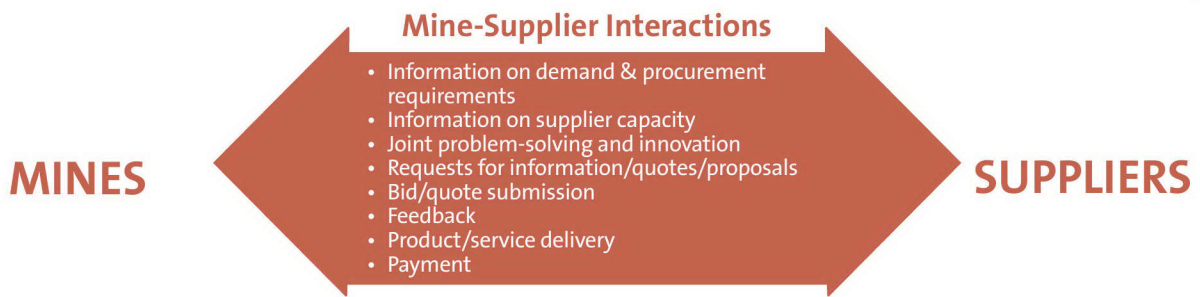 Mine-Supplier Interactions
• Information on demand & procurement
requirements
• Information on supplier capacity
• Joint problem-solving and innovation
• Requests for information/quotes/proposals
• Bid/quote submission
• Feedback
• Product/service delivery
• Payment
MINES
SUPPLIERS